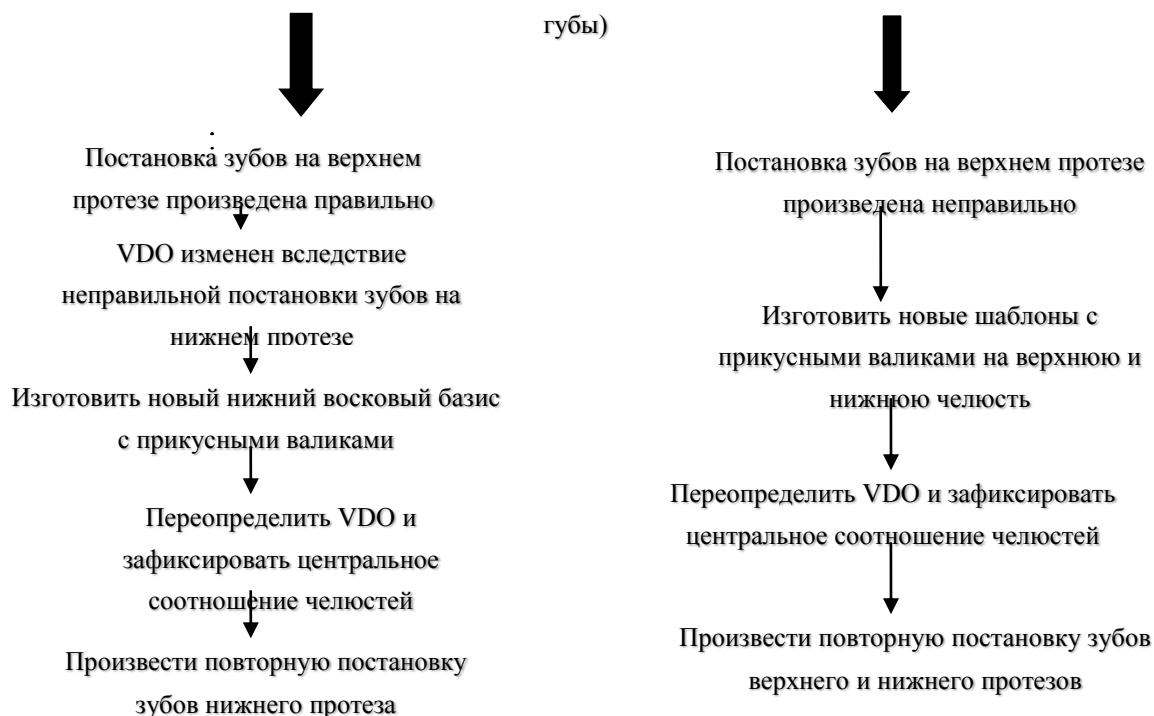 губы)
Постановка зубов на верхнем
протезе произведена правильно
VDO изменен вследствие
неправильной постановки зубов на
нижнем протезе
Изготовить новый нижний восковый базис
с прикусными валиками
Переопределить VDO и
зафиксировать центральное
соотношение челюстей
Произвести повторную постановку
зубов нижнего протеза
Постановка зубов на верхнем протезе
произведена неправильно
Изготовить новые шаблоны с
прикусными валиками на верхнюю и
нижнюю челюсть
Переопределить VDO и зафиксировать
центральное соотношение челюстей
Произвести повторную постановку зубов
верхнего и нижнего протезов